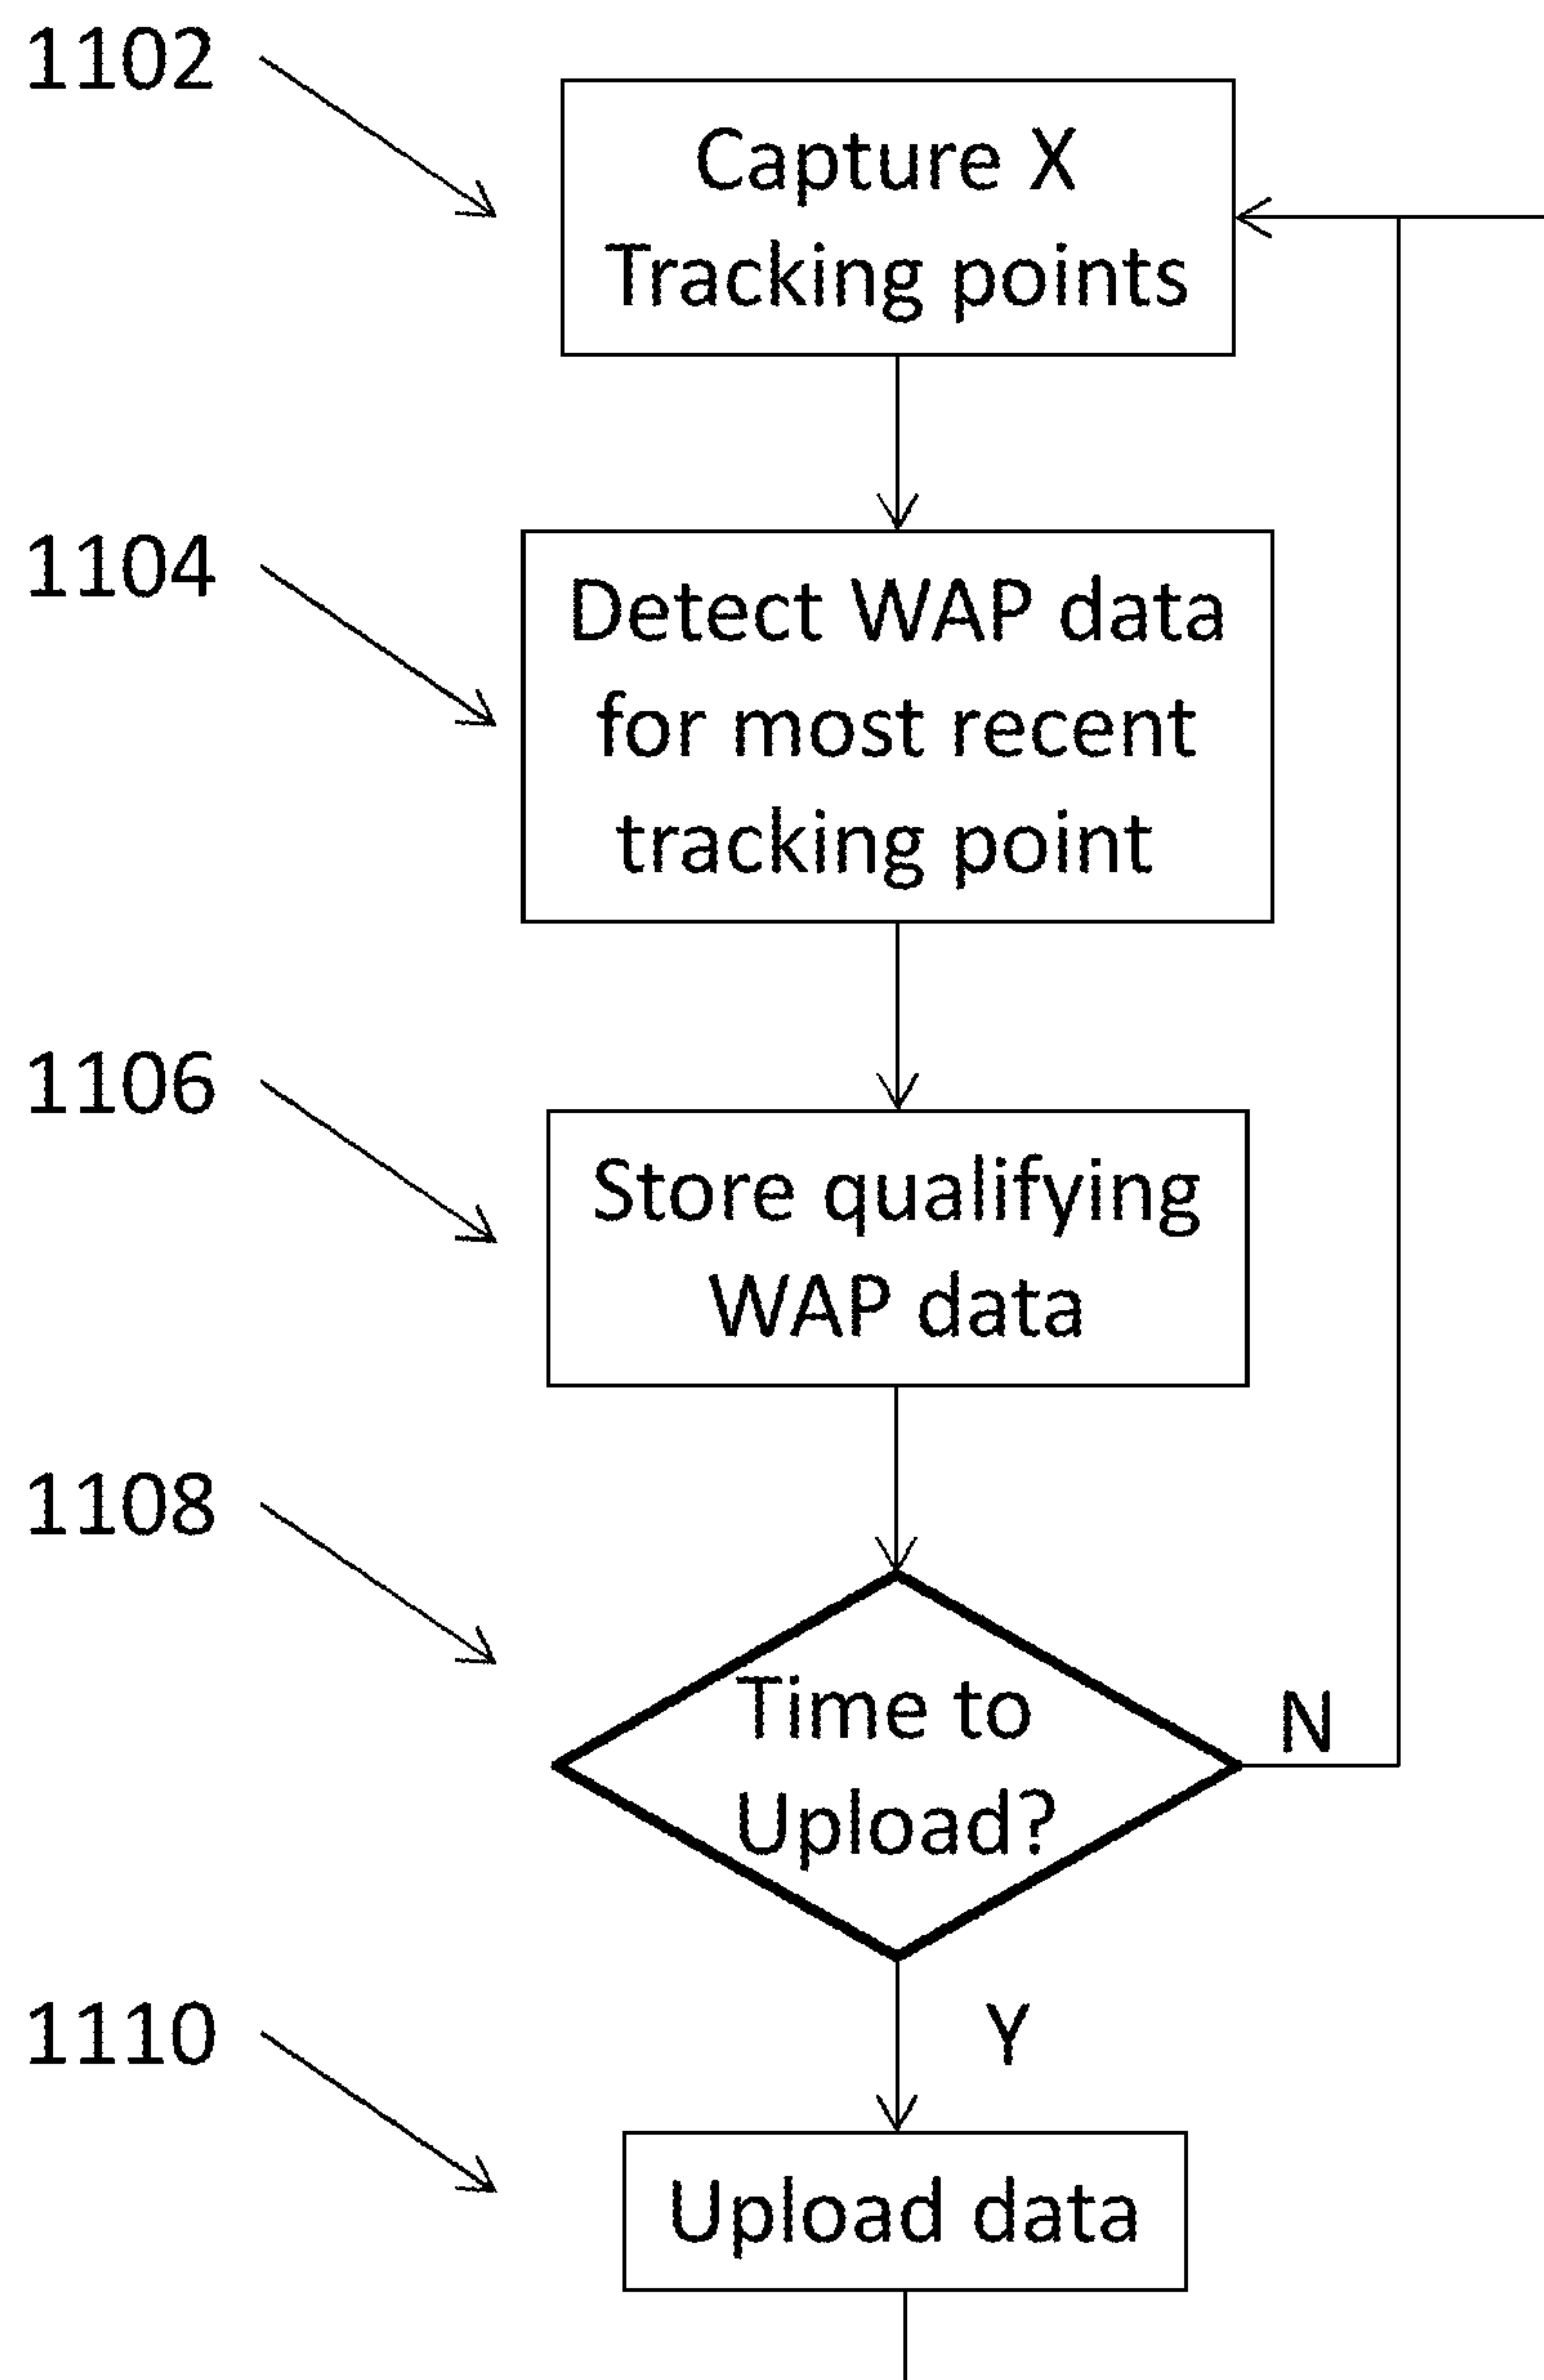 1102
Capture X
Tracking points
1104
Detect WAP data
for most recent
tracking point
1106
Store qualifying
WAP data
1108
Time to
Upload?
N
Y
1110
Upload data